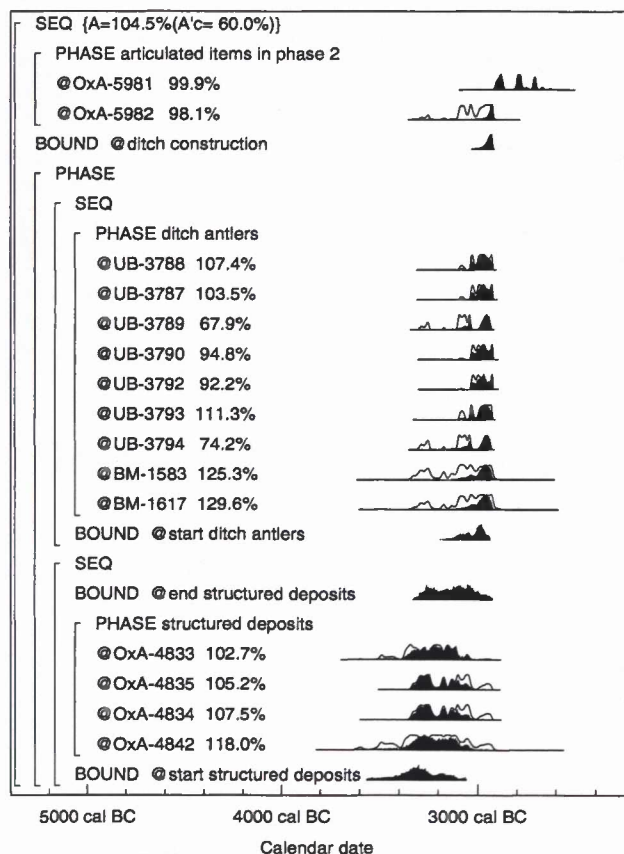 SEQ {A=104.5%(A'c= 60.0%)}
PHASE articulated items in phase 2
@OxA-5981 99.9%
@OxA-5982 98.1%
BOUND @ditch construction
PHASE
SEQ
PHASE ditch antlers
@UB-3788 107.4%
@UB-3787 103.5%
@UB-3789 67.9%
@UB-3790 94.8%
@UB-3792 92.2%
@UB-3793 111.3%
@UB-3794 74.2%
@BM-1583 125.3%
@BM-1617 129.6%
BOUND @start ditch antlers
SEQ
BOUND @end structured deposits
PHASE structured deposits
@OxA-4833 102.7%
@OxA-4835 105.2%
@OxA-4834 107.5%
@OxA-4842 118.0%
BOUND @start structured deposits
5000 cal BC 4000 cal BC 3000 cal BC
Calendar date